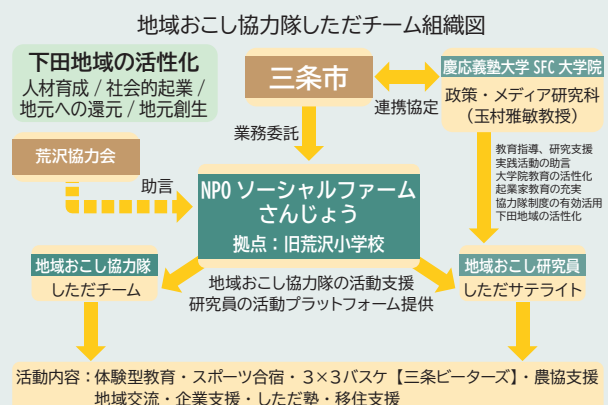 地域おこし協力隊しただチーム組織図
下田地域の活性化
人材育成 / 社会的起業 /
地元への還元 / 地元創生
三条市
連携協定
慶応義塾大学 SFC 大学院
政策・メディア研究科
（玉村雅敏教授）
業務委託
荒沢協力会
助言
教育指導、研究支援
実践活動の助言
大学院教育の活性化
起業家教育の充実
協力隊制度の有効活用
下田地域の活性化
NPO ソーシャルファーム
さんじょう
拠点：旧荒沢小学校
地域おこし協力隊
しただチーム
地域おこし協力隊の活動支援
研究員の活動プラットフォーム提供
地域おこし研究員
しただサテライト
活動内容：体験型教育・スポーツ合宿・３×３バスケ【三条ビーターズ】・農協支援
地域交流・企業支援・しただ塾・移住支援